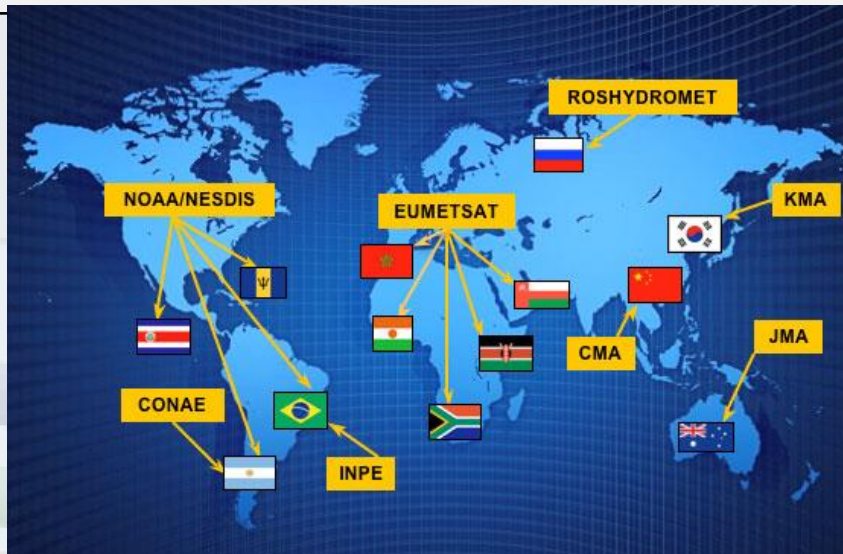 ROSHYDROMET
NOAA/NESDIS
EUMETSAT
KMA
CMA
JMA
CONAE
INPE